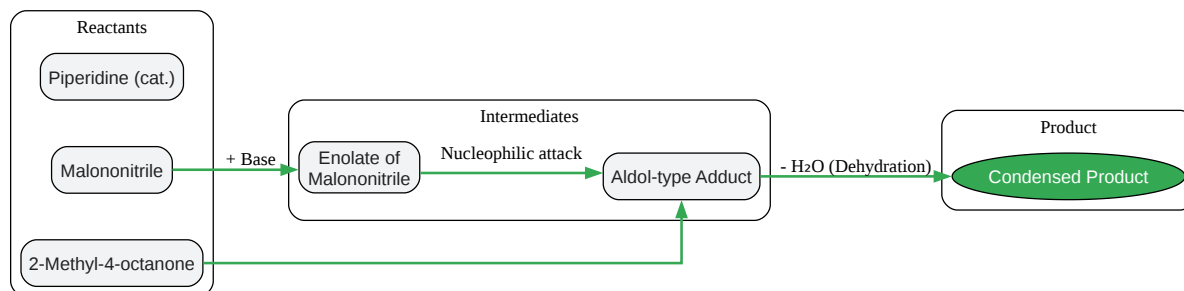 Reactants
Piperidine (cat.)
Malononitrile
2-Methyl-4-octanone
+ Base
Intermediates
Enolate of
Malononitrile
Nucleophilic attack
Aldol-type Adduct
- H₂O (Dehydration)
Product
Condensed Product